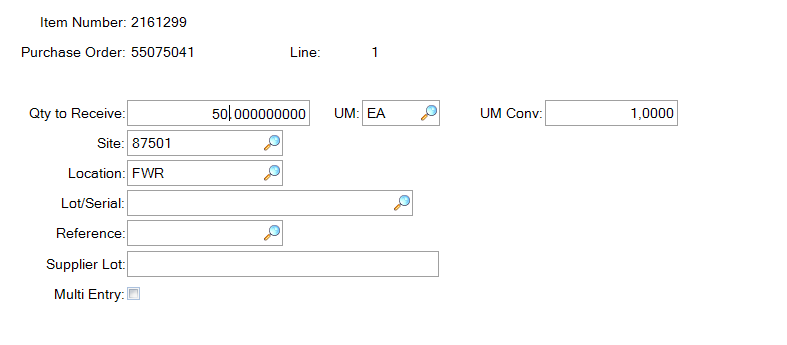 Item Number: 2161299
Purchase Order: 55075041 Line: 1
Qty to Receive: 50,000000000 UM: EA UM Conv: 1,0000
Site: 87501
Location: FWR
Lot/Serial:
Reference:
Supplier Lot:
Multi Entry: